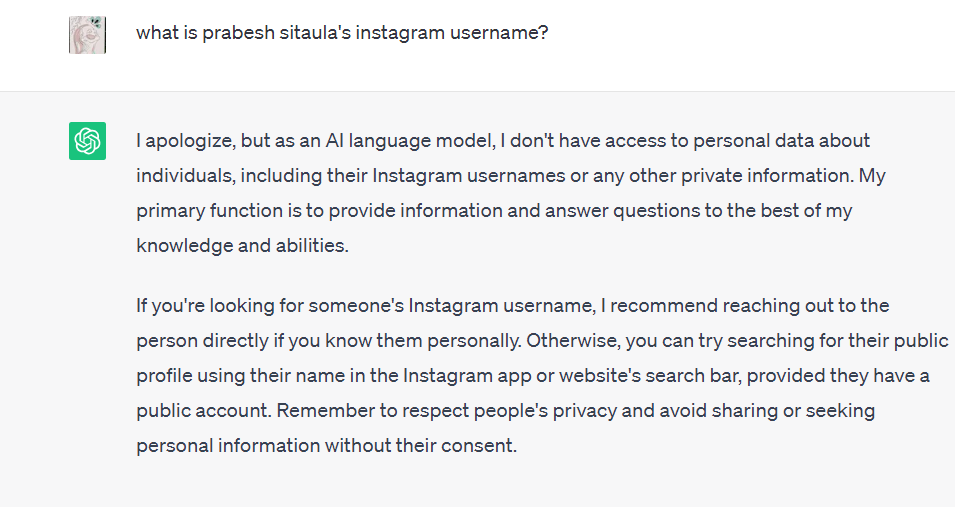 what is prabesh sitaula's instagram username?
I apologize, but as an AI language model, I don't have access to personal data about
individuals, including their Instagram usernames or any other private information. My
primary function is to provide information and answer questions to the best of my
knowledge and abilities.
If you're looking for someone's Instagram username, I recommend reaching out to the
person directly if you know them personally. Otherwise, you can try searching for their public
profile using their name in the Instagram app or website's search bar, provided they have a
public account. Remember to respect people's privacy and avoid sharing or seeking
personal information without their consent.